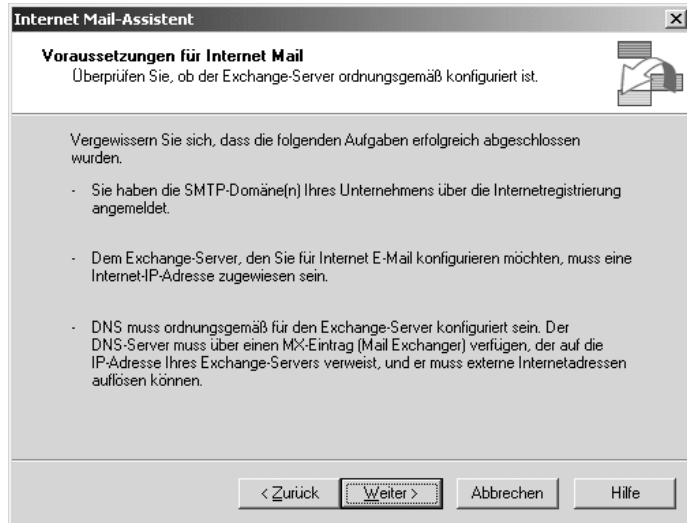 Internet Mail-Assistent
Voraussetzungen für Internet Mail
Überprüfen Sie, ob der Exchange-Server ordnungsgemäß konfiguriert ist.
Vergewissern Sie sich, dass die folgenden Aufgaben erfolgreich abgeschlossen
wurden.
- Sie haben die SMTP-Domäne(n) Ihres Unternehmens über die Internetregistrierung
angemeldet.
- Dem Exchange-Server, den Sie für Internet E-Mail konfigurieren möchten, muss eine
Internet-IP-Adresse zugewiesen sein.
- DNS muss ordnungsgemäß für den Exchange-Server konfiguriert sein. Der
DNS-Server muss über einen MX-Eintrag (Mail Exchanger) verfügen, der auf die
IP-Adresse Ihres Exchange-Servers verweist, und er muss externe Internetadressen
auflösen können.
< Zurück Weiter > Abbrechen Hilfe